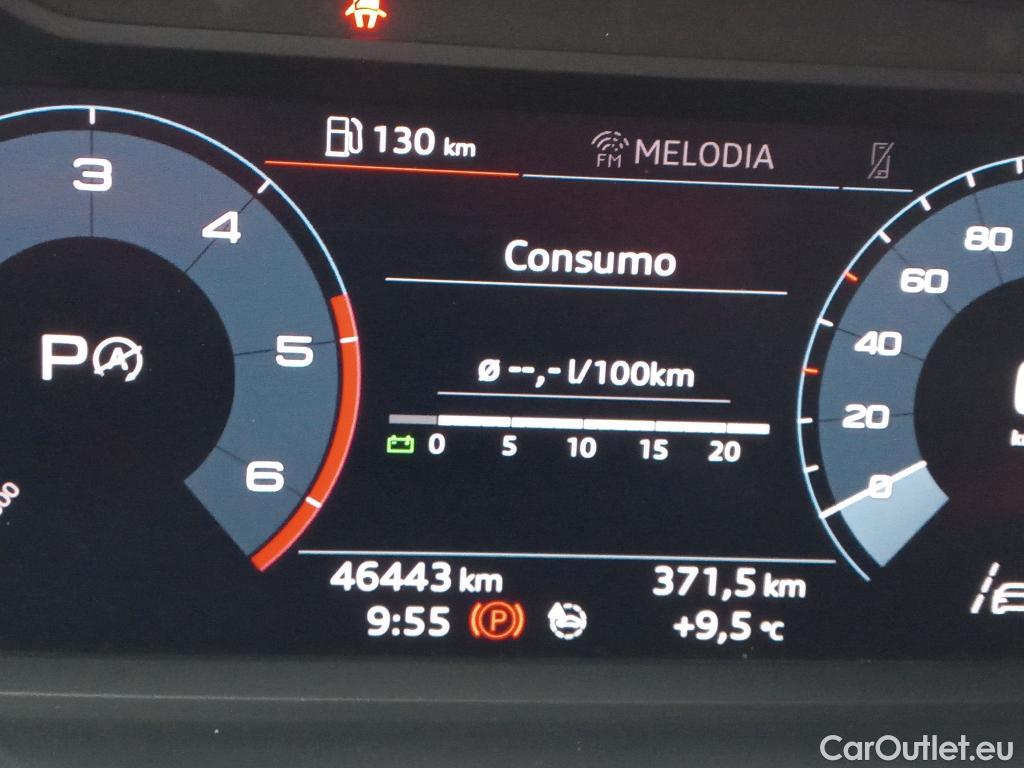 130 km
FM MELODIA
3
4
5
6
P A
Consumo
ø --,- l/100km
0 5 10 15 20
80
60
40
20
0
46443 km
371,5 km
9:55
P
+9,5 °C
CarOutlet.eu